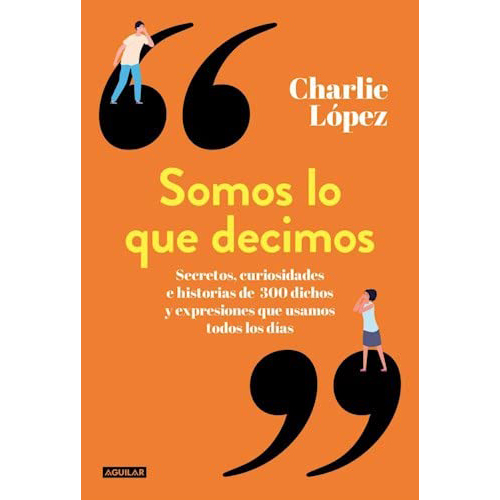 Charlie
López
Somos lo
que decimos
Secretos, curiosidades
e historias de 300 dichos
y expresiones que usamos
todos los días
AGUILAR